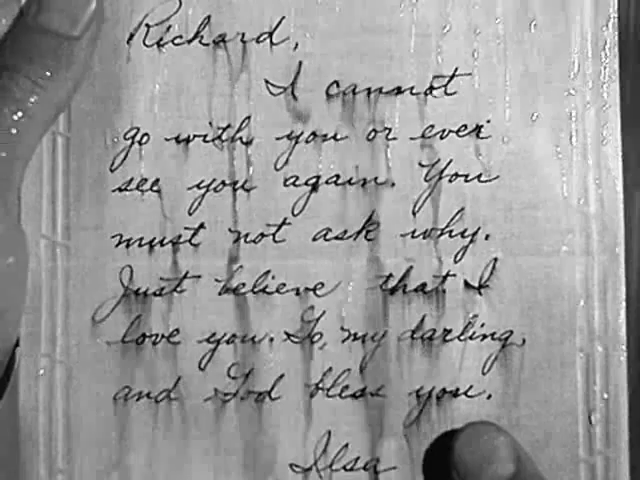 Richard,
I cannot
go with you or ever
see you again. You
must not ask why.
Just believe that I
love you. Go, my darling,
and God bless you.
Ilsa